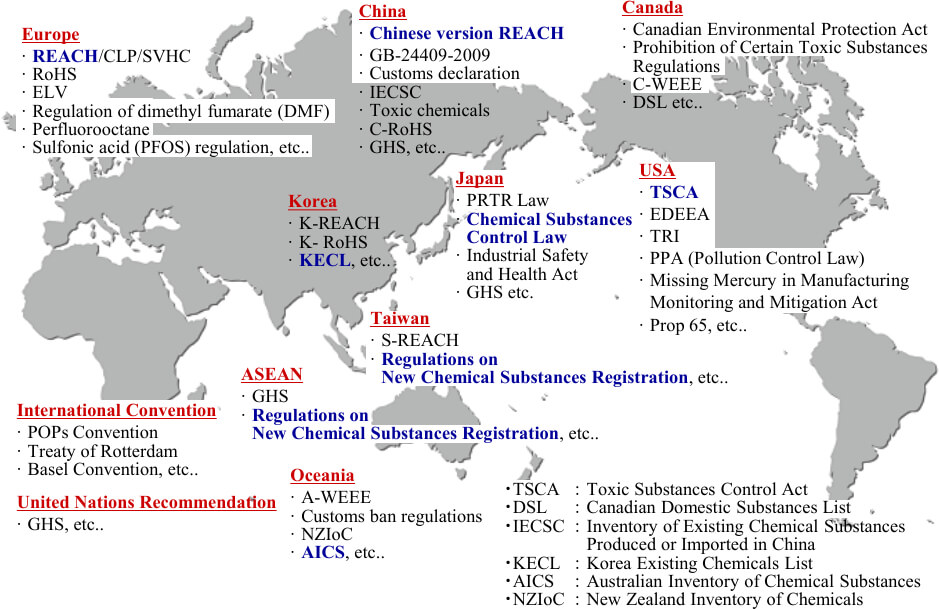 Europe
· REACH/CLP/SVHC
· RoHS
· ELV
· Regulation of dimethyl fumarate (DMF)
· Perfluorooctane
· Sulfonic acid (PFOS) regulation, etc..
China
· Chinese version REACH
· GB-24409-2009
· Customs declaration
· IECSC
· Toxic chemicals
· C-RoHS
· GHS, etc..
Canada
· Canadian Environmental Protection Act
· Prohibition of Certain Toxic Substances
Regulations
· C-WEEE
· DSL etc..
Korea
· K-REACH
· K- RoHS
· KECL, etc..
Japan
· PRTR Law
· Chemical Substances
Control Law
· Industrial Safety
and Health Act
· GHS etc.
USA
· TSCA
· EDEEA
· TRI
· PPA (Pollution Control Law)
· Missing Mercury in Manufacturing
Monitoring and Mitigation Act
· Prop 65, etc..
Taiwan
· S-REACH
· Regulations on
New Chemical Substances Registration, etc..
ASEAN
· GHS
· Regulations on
New Chemical Substances Registration, etc..
International Convention
· POPs Convention
· Treaty of Rotterdam
· Basel Convention, etc..
United Nations Recommendation
· GHS, etc..
Oceania
· A-WEEE
· Customs ban regulations
· NZIoC
· AICS, etc..
・TSCA : Toxic Substances Control Act
・DSL : Canadian Domestic Substances List
・IECSC : Inventory of Existing Chemical Substances
Produced or Imported in China
・KECL : Korea Existing Chemicals List
・AICS : Australian Inventory of Chemical Substances
・NZIoC : New Zealand Inventory of Chemicals